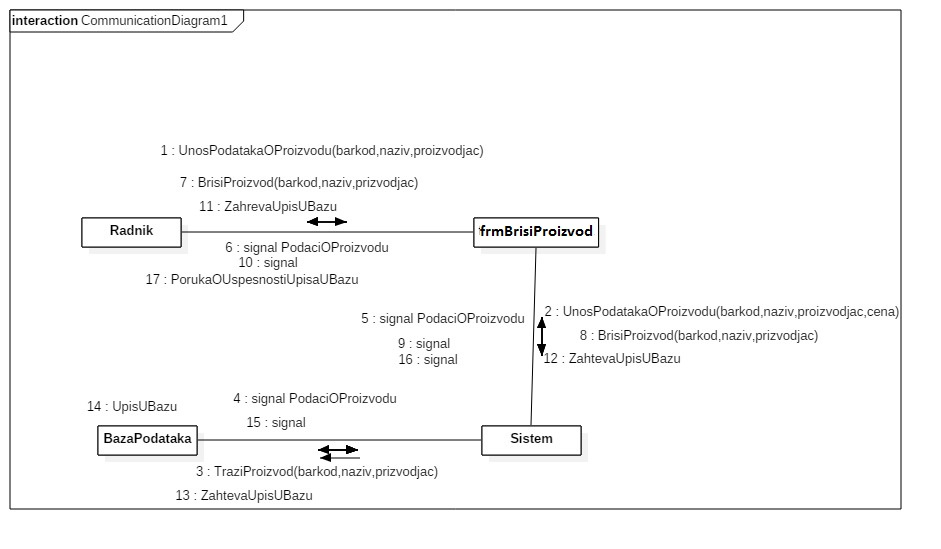 interaction CommunicationDiagram1
1 : UnosPodatakaOProizvodu(barkod,naziv,proizvodjac)
7 : BrisiProizvod(barkod,naziv,prizvodjac)
11 : ZahrevaUpisUBazu
Radnik
frmBrisiProizvod
6 : signal PodaciOProizvodu
10 : signal
17 : PorukaOUspesnostiUpisaUBazu
5 : signal PodaciOProizvodu
2 : UnosPodatakaOProizvodu(barkod,naziv,proizvodjac,cena)
9 : signal
8 : BrisiProizvod(barkod,naziv,prizvodjac)
16 : signal
12 : ZahtevaUpisUBazu
4 : signal PodaciOProizvodu
14 : UpisUBazu
15 : signal
BazaPodataka
Sistem
3 : TraziProizvod(barkod,naziv,prizvodjac)
13 : ZahtevaUpisUBazu